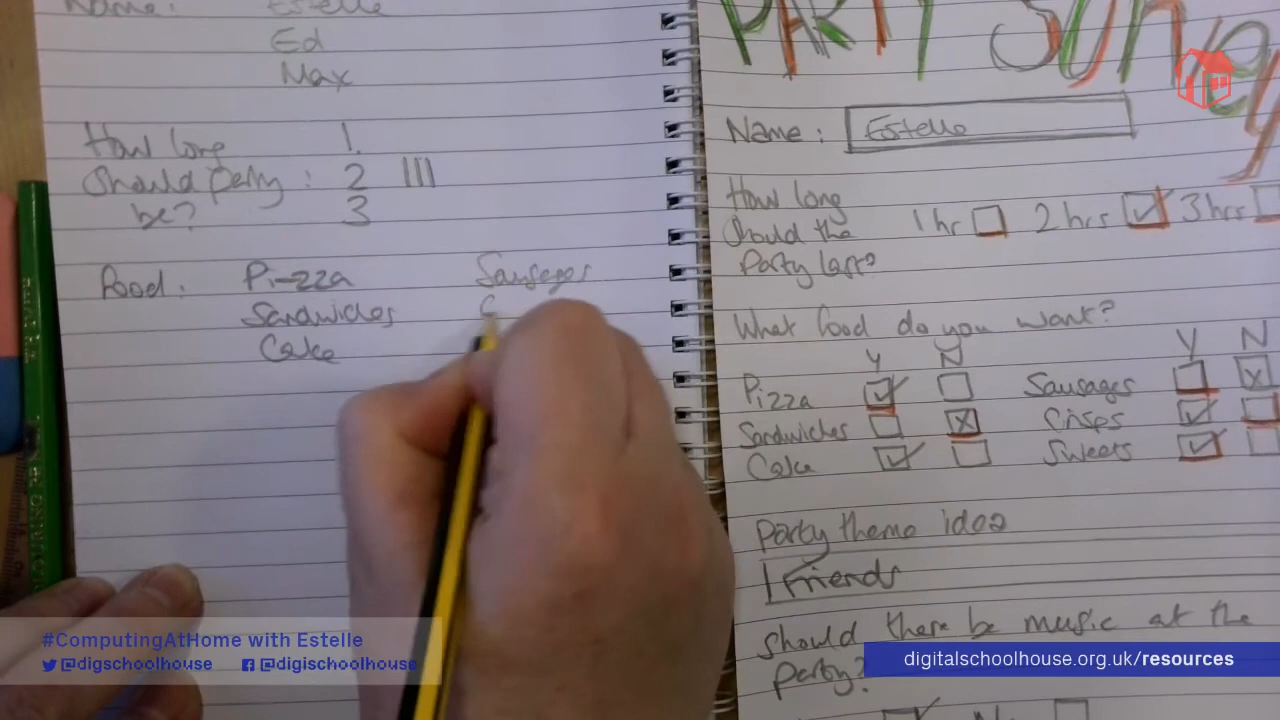 Name: Estelle
Ed
Max
How long 1.
Should party : 2 |||
be? 3
Food: Pizza Sausages
Sandwiches C
Cake
PARTY SURVEY
Name: Estelle
How long
Should the 1 hr 2 hrs 3 hrs
Party last?
What food do you want?
Y N Y N
Pizza Sausages
Sandwiches Crisps
Cake Sweets
Party theme idea
Friends
Should there be music at the
party?
#ComputingAtHome with Estelle
@digschoolhouse @digischoolhouse
digitalschoolhouse.org.uk/resources